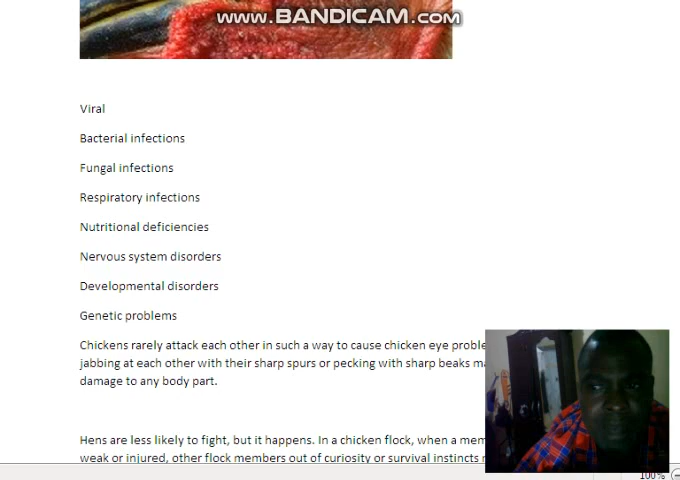 www.BANDICAM.com
Viral
Bacterial infections
Fungal infections
Respiratory infections
Nutritional deficiencies
Nervous system disorders
Developmental disorders
Genetic problems
Chickens rarely attack each other in such a way to cause chicken eye proble
jabbing at each other with their sharp spurs or pecking with sharp beaks ma
damage to any body part.
Hens are less likely to fight, but it happens. In a chicken flock, when a mem
weak or injured, other flock members out of curiosity or survival instincts
100%